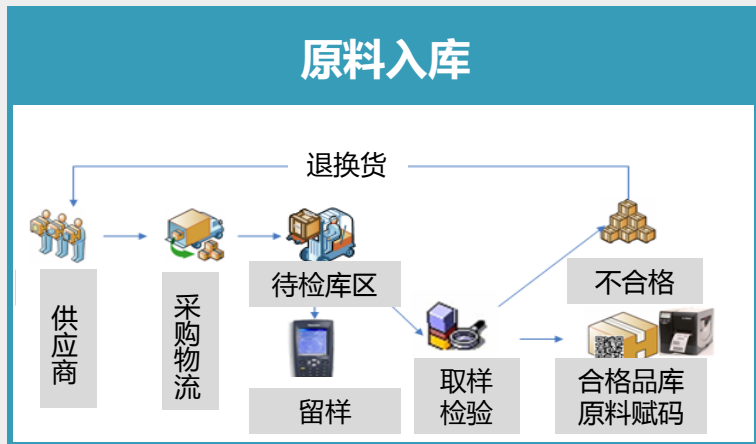 原料入库
退换货
供应商
采购物流
待检库区
留样
取样
检验
不合格
合格品库
原料赋码